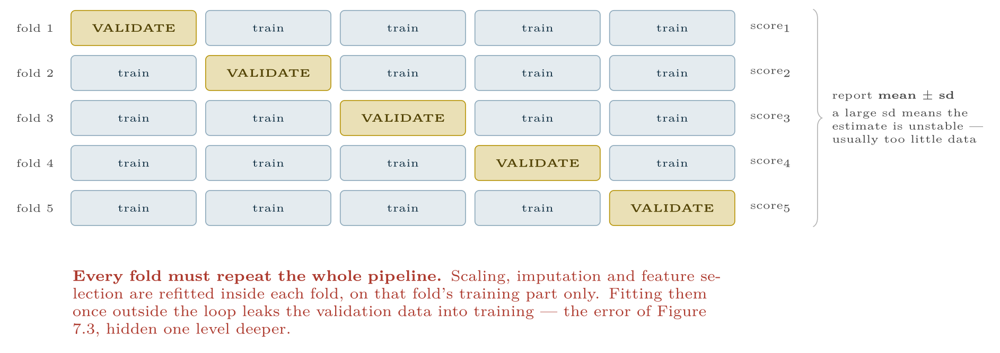 fold 1 VALIDATE train train train train score1
fold 2 train VALIDATE train train train score2
fold 3 train train VALIDATE train train score3
fold 4 train train train VALIDATE train score4
fold 5 train train train train VALIDATE score5
report mean ± sd
a large sd means the
estimate is unstable —
usually too little data
Every fold must repeat the whole pipeline. Scaling, imputation and feature se-
lection are refitted inside each fold, on that fold’s training part only. Fitting them
once outside the loop leaks the validation data into training — the error of Figure
7.3, hidden one level deeper.